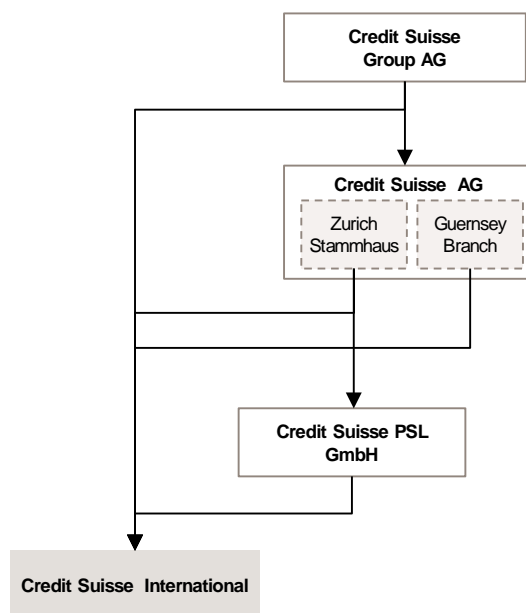 Credit Suisse
Group AG
Credit Suisse AG
Zurich
Stammhaus
Guernsey
Branch
Credit Suisse PSL
GmbH
Credit Suisse International